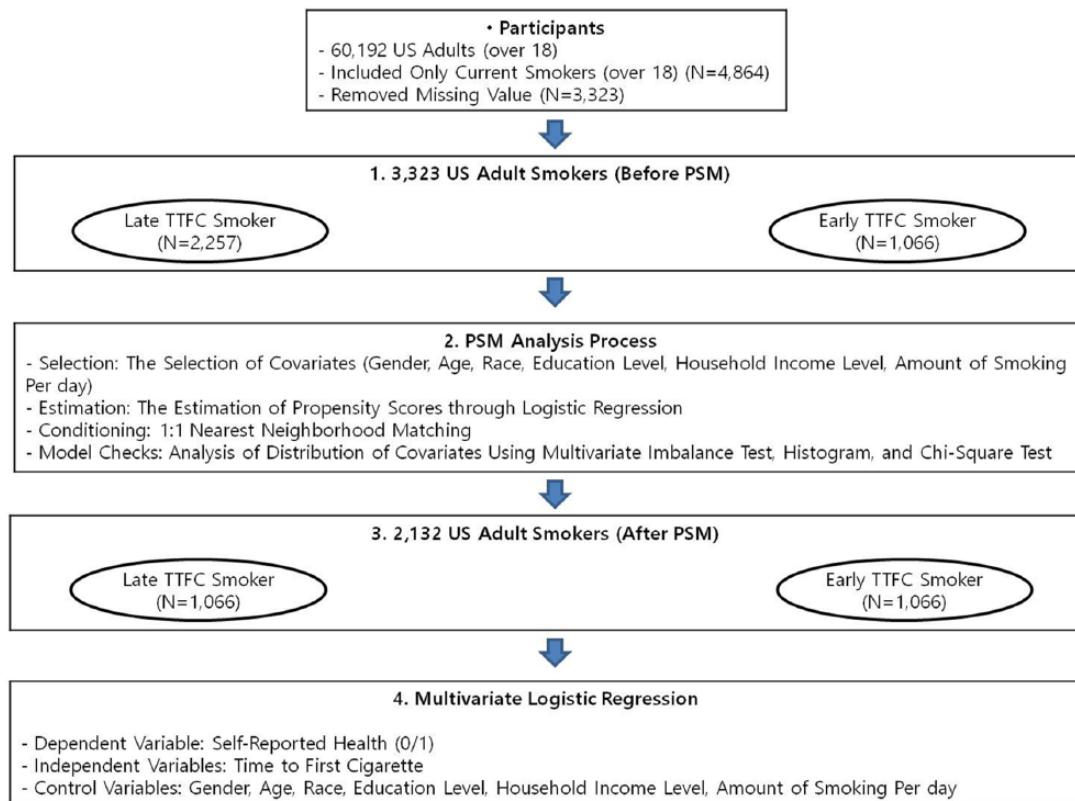 • Participants
- 60,192 US Adults (over 18)
- Included Only Current Smokers (over 18) (N=4,864)
- Removed Missing Value (N=3,323)
1. 3,323 US Adult Smokers (Before PSM)
Late TTFC Smoker
(N=2,257)
Early TTFC Smoker
(N=1,066)
2. PSM Analysis Process
- Selection: The Selection of Covariates (Gender, Age, Race, Education Level, Household Income Level, Amount of Smoking
Per day)
- Estimation: The Estimation of Propensity Scores through Logistic Regression
- Conditioning: 1:1 Nearest Neighborhood Matching
- Model Checks: Analysis of Distribution of Covariates Using Multivariate Imbalance Test, Histogram, and Chi-Square Test
3. 2,132 US Adult Smokers (After PSM)
Late TTFC Smoker
(N=1,066)
Early TTFC Smoker
(N=1,066)
4. Multivariate Logistic Regression
- Dependent Variable: Self-Reported Health (0/1)
- Independent Variables: Time to First Cigarette
- Control Variables: Gender, Age, Race, Education Level, Household Income Level, Amount of Smoking Per day